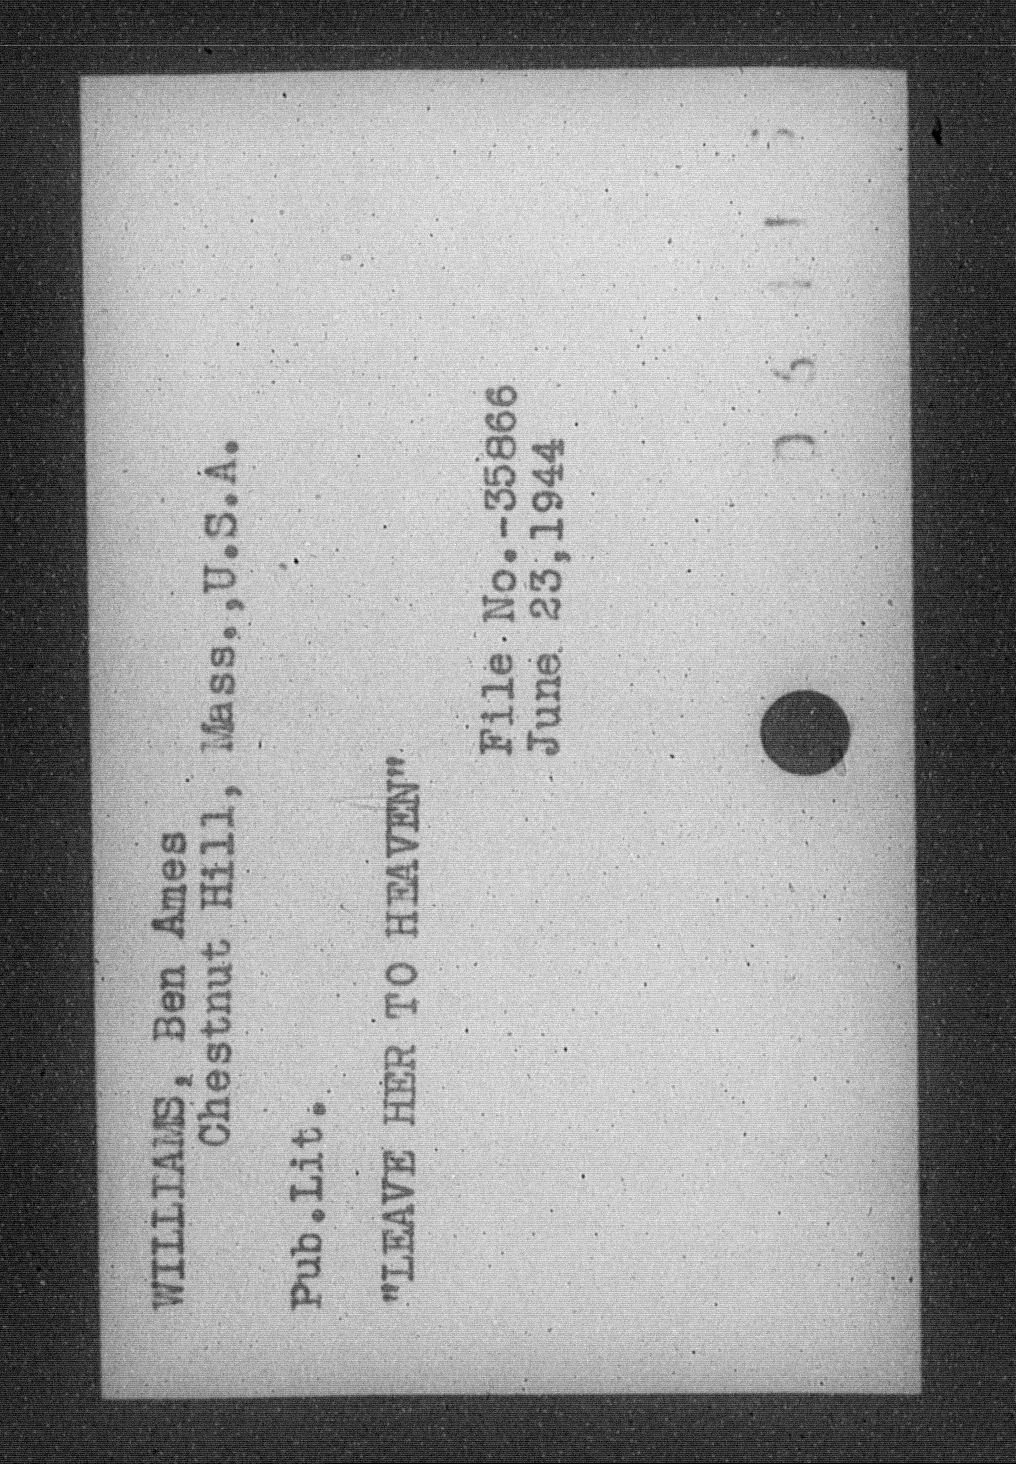 WILLIAMS, Ben Ames
Chestnut Hill, Mass.,U.S.A.
Pub.Lit.
"LEAVE HER TO HEAVEN"
File No.-35866
June 23,1944